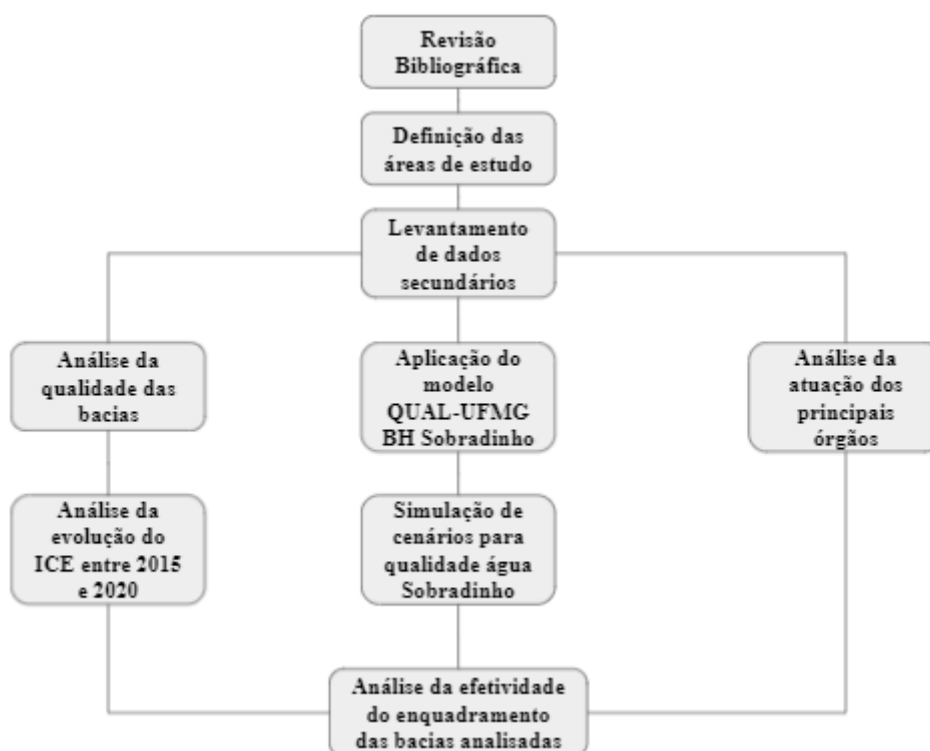 Revisão
Bibliográfica
Definição das
áreas de estudo
Levantamento
de dados
secundários
Análise da
qualidade das
bacias
Aplicação do
modelo
QUAL-UFMG
BH Sobradinho
Análise da
atuação dos
principais
órgãos
Análise da
evolução do
ICE entre 2015
e 2020
Simulação de
cenários para
qualidade água
Sobradinho
Análise da efetividade
do enquadramento
das bacias analisadas